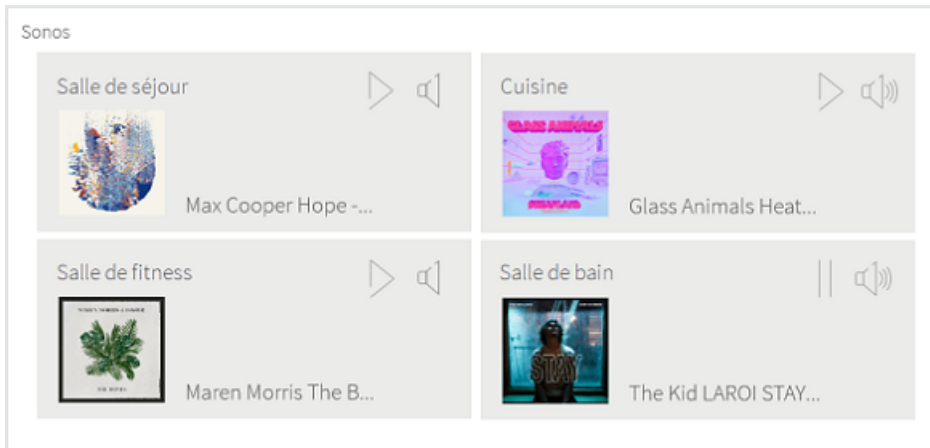 Sonos
Salle de séjour
Max Cooper Hope -...
Cuisine
GLASS ANIMALS
DREAMLAND
Glass Animals Heat...
Salle de fitness
Maren Morris The B...
Salle de bain
STAY
The Kid LAROI STAY...